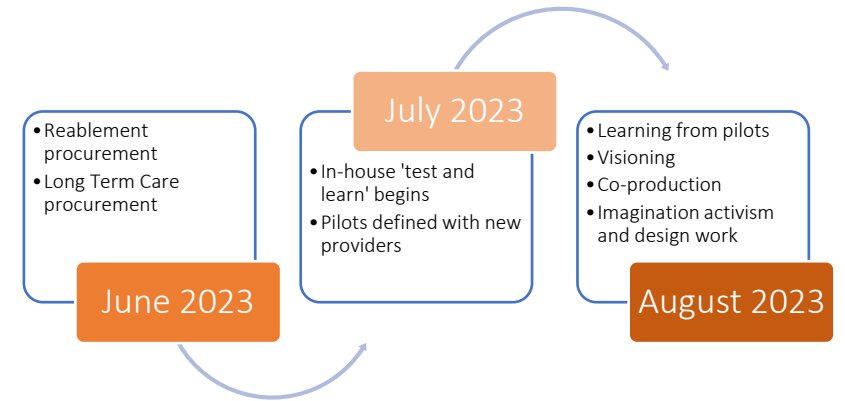 • Reablement
procurement
• Long Term Care
procurement
June 2023
July 2023
• In-house 'test and
learn' begins
• Pilots defined with new
providers
• Learning from pilots
• Visioning
• Co-production
• Imagination activism
and design work
August 2023